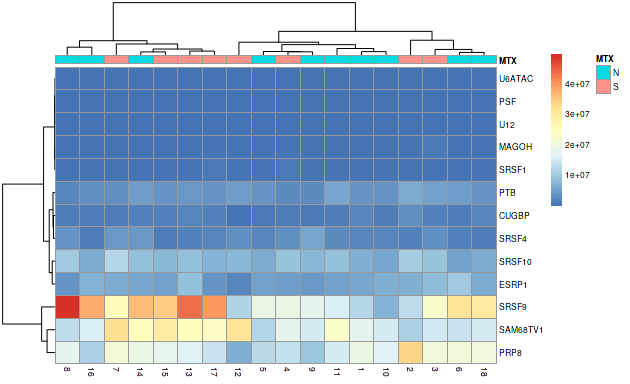 MTX
U6ATAC
PSF
U12
MAGOH
SRSF1
PTB
CUGBP
SRSF4
SRSF10
ESRP1
SRSF9
SAM68TV1
PRP8
8 16 7 14 15 13 17 12 5 4 9 11 1 10 2 3 6 18
4e+07
3e+07
2e+07
1e+07
MTX
N
S